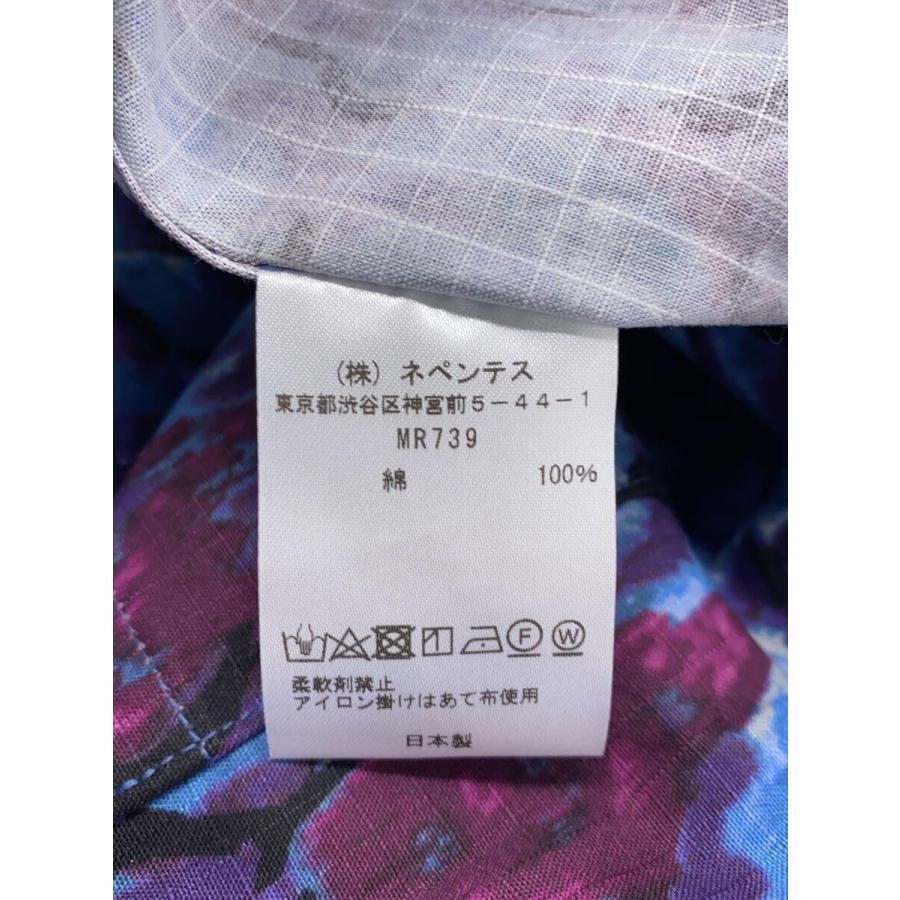 （株）ネペンテス
東京都渋谷区神宮前５－４４－１
MR739
綿 100%
F W
柔軟剤禁止
アイロン掛けはあて布使用
日本製